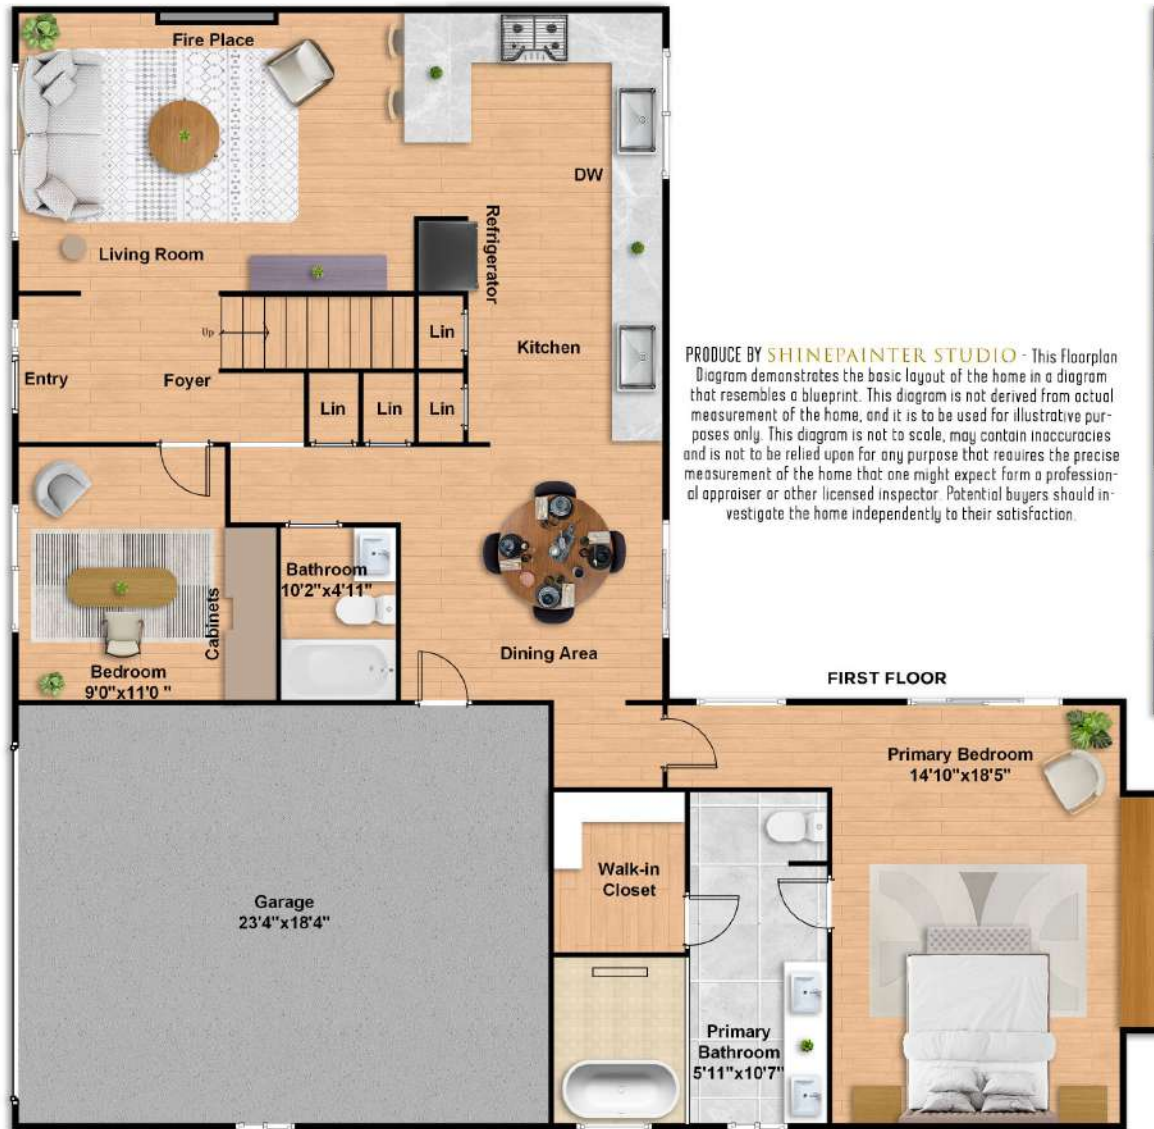 Fire Place
DW
Refrigerator
Living Room
Up
Lin
Kitchen
Entry
Foyer
Lin
Lin
Lin
PRODUCE BY SHINEPAINTER STUDIO - This Floorplan
Diagram demonstrates the basic layout of the home in a diagram
that resembles a blueprint. This diagram is not derived from actual
measurement of the home, and it is to be used for illustrative pur-
poses only. This diagram is not to scale, may contain inaccuracies
and is not to be relied upon for any purpose that requires the precise
measurement of the home that one might expect form a profession-
al appraiser or other licensed inspector. Potential buyers should in-
vestigate the home independently to their satisfaction.
Bathroom
10'2"x4'11"
Cabinets
Bedroom
9'0"x11'0 "
Dining Area
FIRST FLOOR
Primary Bedroom
14'10"x18'5"
Walk-in
Closet
Garage
23'4"x18'4"
Primary
Bathroom
5'11"x10'7"